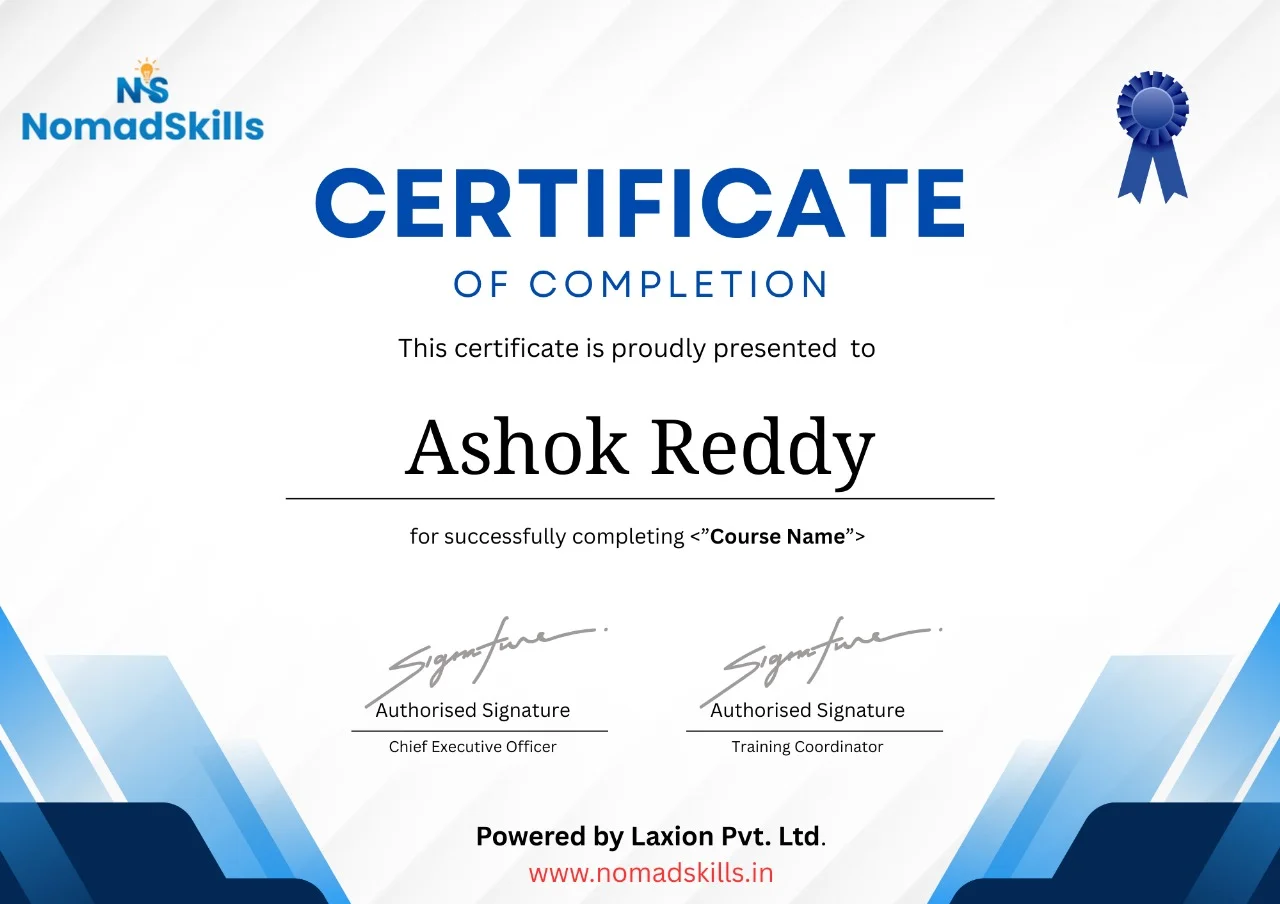 NS
NomadSkills
CERTIFICATE
OF COMPLETION
This certificate is proudly presented to
Ashok Reddy
for successfully completing <”Course Name”>
Signature
Signature
Authorised Signature
Authorised Signature
Chief Executive Officer
Training Coordinator
Powered by Laxion Pvt. Ltd.
www.nomadskills.in